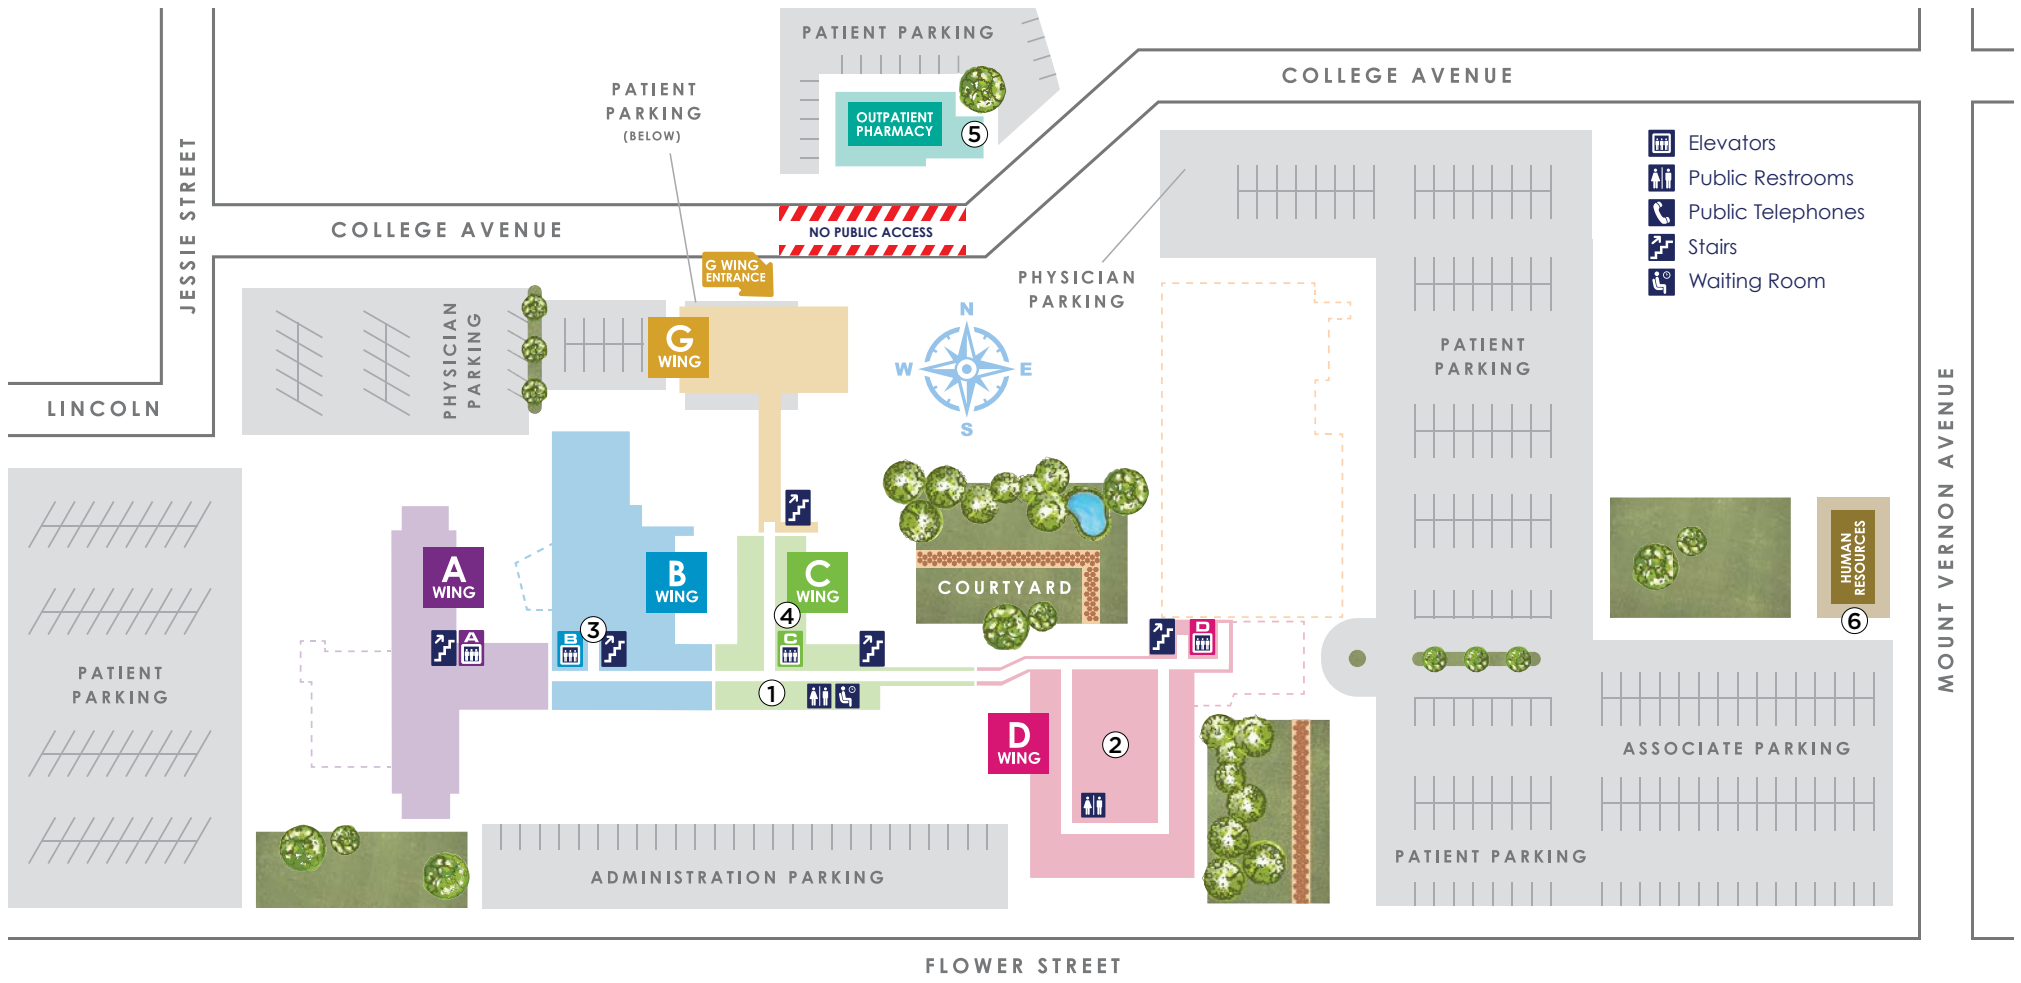 PATIENT PARKING
COLLEGE AVENUE
PATIENT
PARKING
(BELOW)
OUTPATIENT
PHARMACY
5
JESSIE STREET
COLLEGE AVENUE
NO PUBLIC ACCESS
Elevators
Public Restrooms
Public Telephones
Stairs
Waiting Room
G WING
ENTRANCE
PHYSICIAN
PARKING
N
W
E
S
PHYSICIAN
PARKING
G
WING
PATIENT
PARKING
LINCOLN
MOUNT VERNON AVENUE
A
WING
B
WING
C
WING
COURTYARD
HUMAN
RESOURCES
6
4
3
A
B
C
D
1
PATIENT
PARKING
D
WING
2
ASSOCIATE PARKING
PATIENT PARKING
ADMINISTRATION PARKING
FLOWER STREET